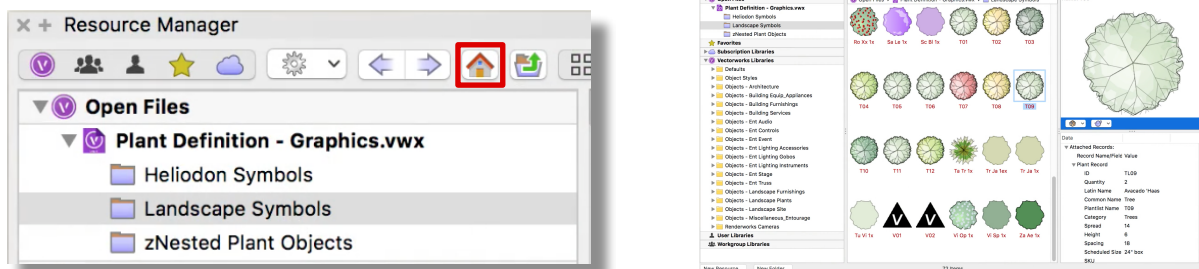 Resource Manager
Open Files
Plant Definition - Graphics.vwx
Heliodon Symbols
Landscape Symbols
zNested Plant Objects
Plant Definition - Graphics.vwx
Heliodon Symbols
Landscape Symbols
zNested Plant Objects
Favorites
Subscription Libraries
Vectorworks Libraries
Defaults
Object Styles
Objects - Architecture
Objects - Building Equip_Appliances
Objects - Building Furnishings
Objects - Building Services
Objects - Ent Audio
Objects - Ent Controls
Objects - Ent Event
Objects - Ent Lighting Accessories
Objects - Ent Lighting Gobos
Objects - Ent Lighting Instruments
Objects - Ent Stage
Objects - Ent Truss
Objects - Landscape Furnishings
Objects - Landscape Plants
Objects - Landscape Site
Objects - Miscellaneous_Entourage
Renderworks Cameras
User Libraries
Workgroup Libraries
Ro Xx 1x Sa Le 1x Sc Bl 1x T01 T02 T03
T04 T05 T06 T07 T08 T09
T10 T11 T12 Ta Tr 1x Tr Ja 1ex Tr Ja 1x
Tu Vi 1x V01 V02 Vi Op 1x Vi Sp 1x Za Ae 1x
Data
Attached Records:
Record Name/Field Value
Plant Record
ID TL09
Quantity 2
Latin Name Avocado 'Haas
Common Name Tree
Plantlist Name T09
Category Trees
Spread 14
Height 6
Spacing 18
Scheduled Size 24" box
SKU